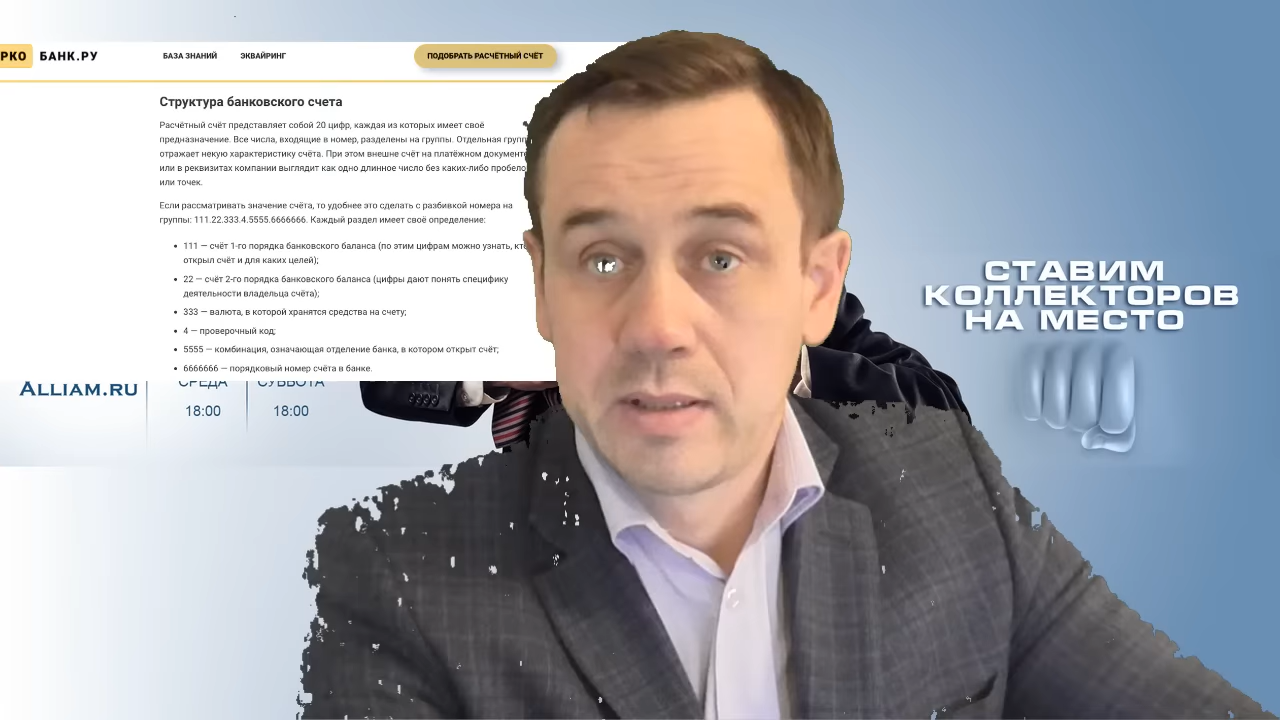 РКО БАНК.РУ
БАЗА ЗНАНИЙ
ЭКВАЙРИНГ
ПОДОБРАТЬ РАСЧЁТНЫЙ СЧЁТ
Структура банковского счета
Расчётный счёт представляет собой 20 цифр, каждая из которых имеет своё
предназначение. Все числа, входящие в номер, разделены на группы. Отдельная
отражает некую характеристику счёта. При этом внешне счёт на платёжном
или в реквизитах компании выглядит как одно длинное число без каких-либо
или точек.
Если рассматривать значение счёта, то удобнее это сделать с разбивкой номера на
группы: 111.22.333.4.5555.6666666. Каждый раздел имеет своё определение:
• 111 — счёт 1-го порядка банковского баланса (по этим цифрам можно узнать,
открыл счёт и для каких целей);
• 22 — счёт 2-го порядка банковского баланса (цифры дают понять специфику
деятельности владельца счёта);
• 333 — валюта, в которой хранятся средства на счету;
• 4 — проверочный код;
• 5555 — комбинация, означающая отделение банка, в котором открыт счёт;
• 6666666 — порядковый номер счёта в банке.
ALLIAM.RU
СРЕДА
18:00
СУББОТА
18:00
СТАВИМ
КОЛЛЕКТОРОВ
НА МЕСТО